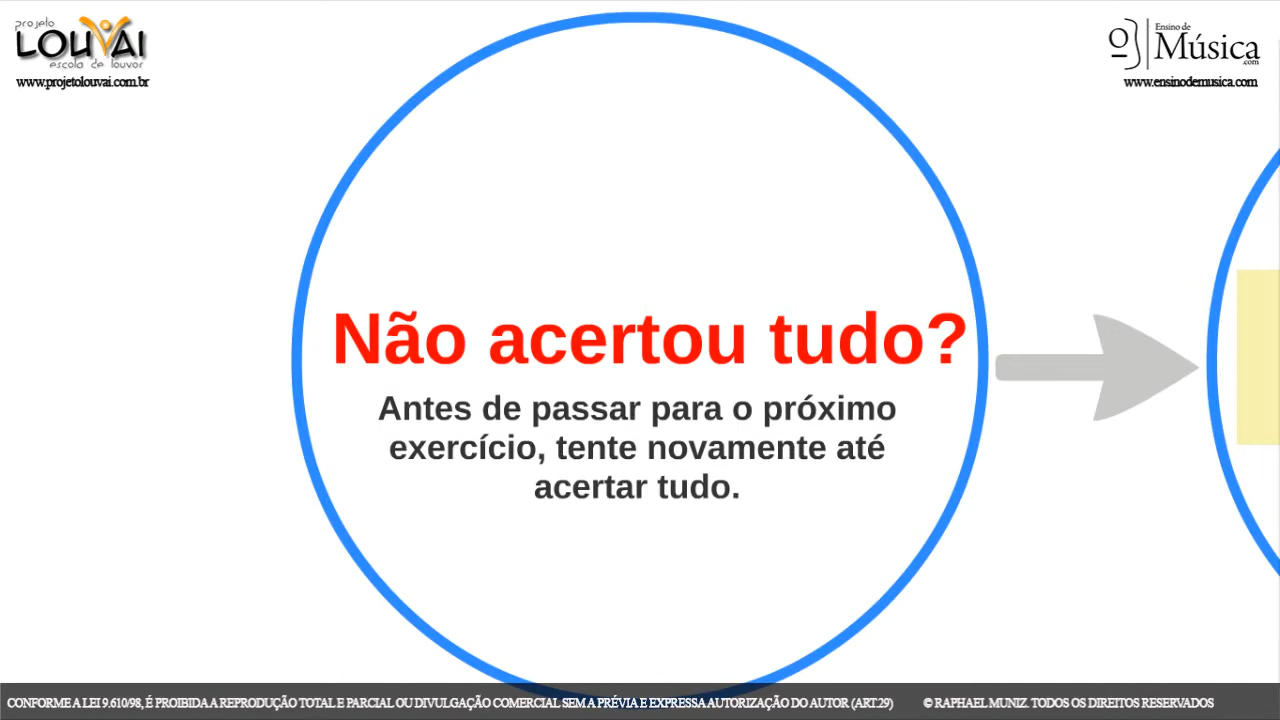 projeto
LOUVAI
escola de louvor
www.projetolouvai.com.br
Ensino de
Música
.com
www.ensinodemusica.com
Não acertou tudo?
Antes de passar para o próximo
exercício, tente novamente até
acertar tudo.
CONFORME A LEI 9.610/98, É PROIBIDA A REPRODUÇÃO TOTAL E PARCIAL OU DIVULGAÇÃO COMERCIAL SEM A PRÉVIA E EXPRESSA AUTORIZAÇÃO DO AUTOR (ART.29) © RAPHAEL MUNIZ. TODOS OS DIREITOS RESERVADOS